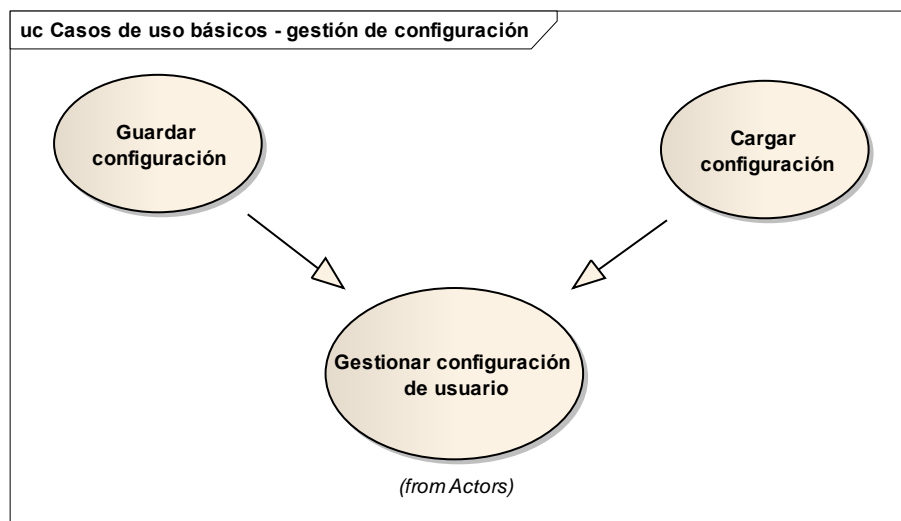 uc Casos de uso básicos - gestión de configuración
Guardar
configuración
Cargar
configuración
Gestionar configuración
de usuario
(from Actors)